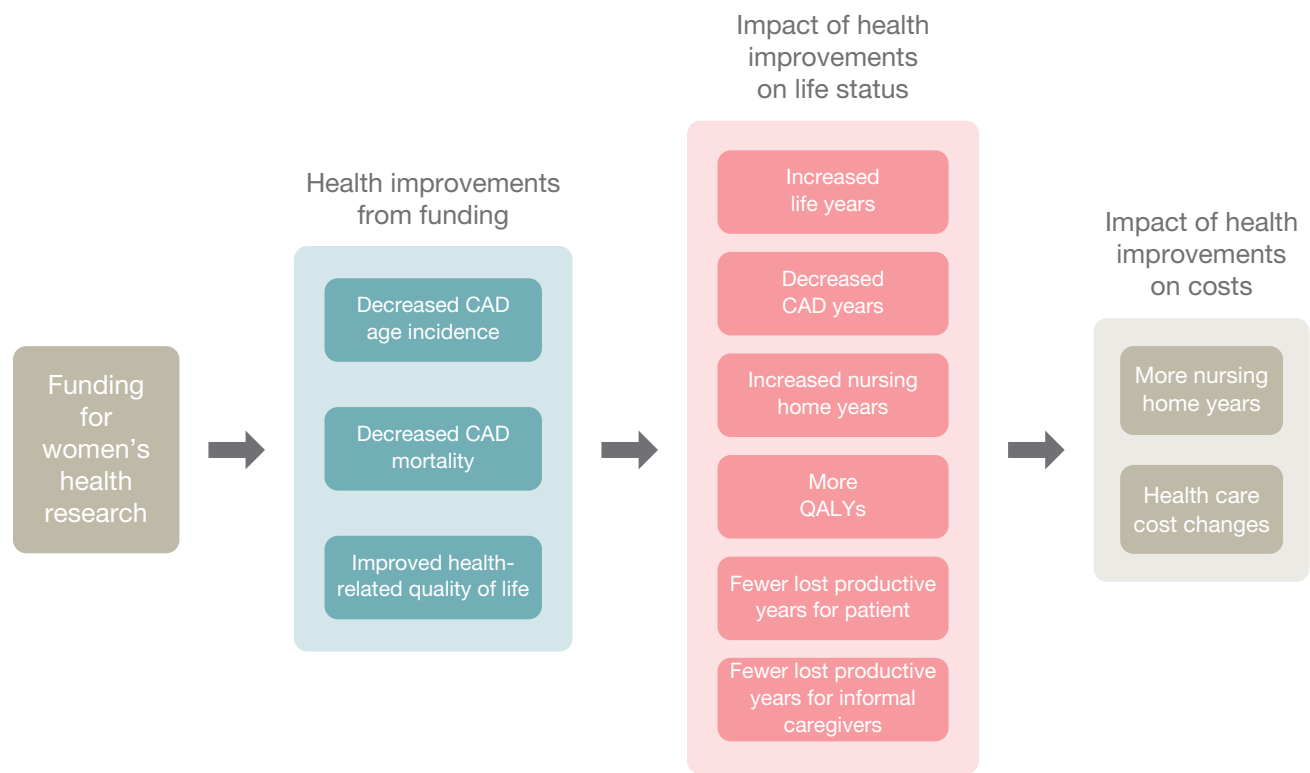 Funding
for
women's
health
research
Health improvements
from funding
Decreased CAD
age incidence
Decreased CAD
mortality
Improved health-
related quality of life
Impact of health
improvements
on life status
Increased
life years
Decreased
CAD years
Increased nursing
home years
More
QALYs
Fewer lost productive
years for patient
Fewer lost productive
years for informal
caregivers
Impact of health
improvements
on costs
More nursing
home years
Health care
cost changes